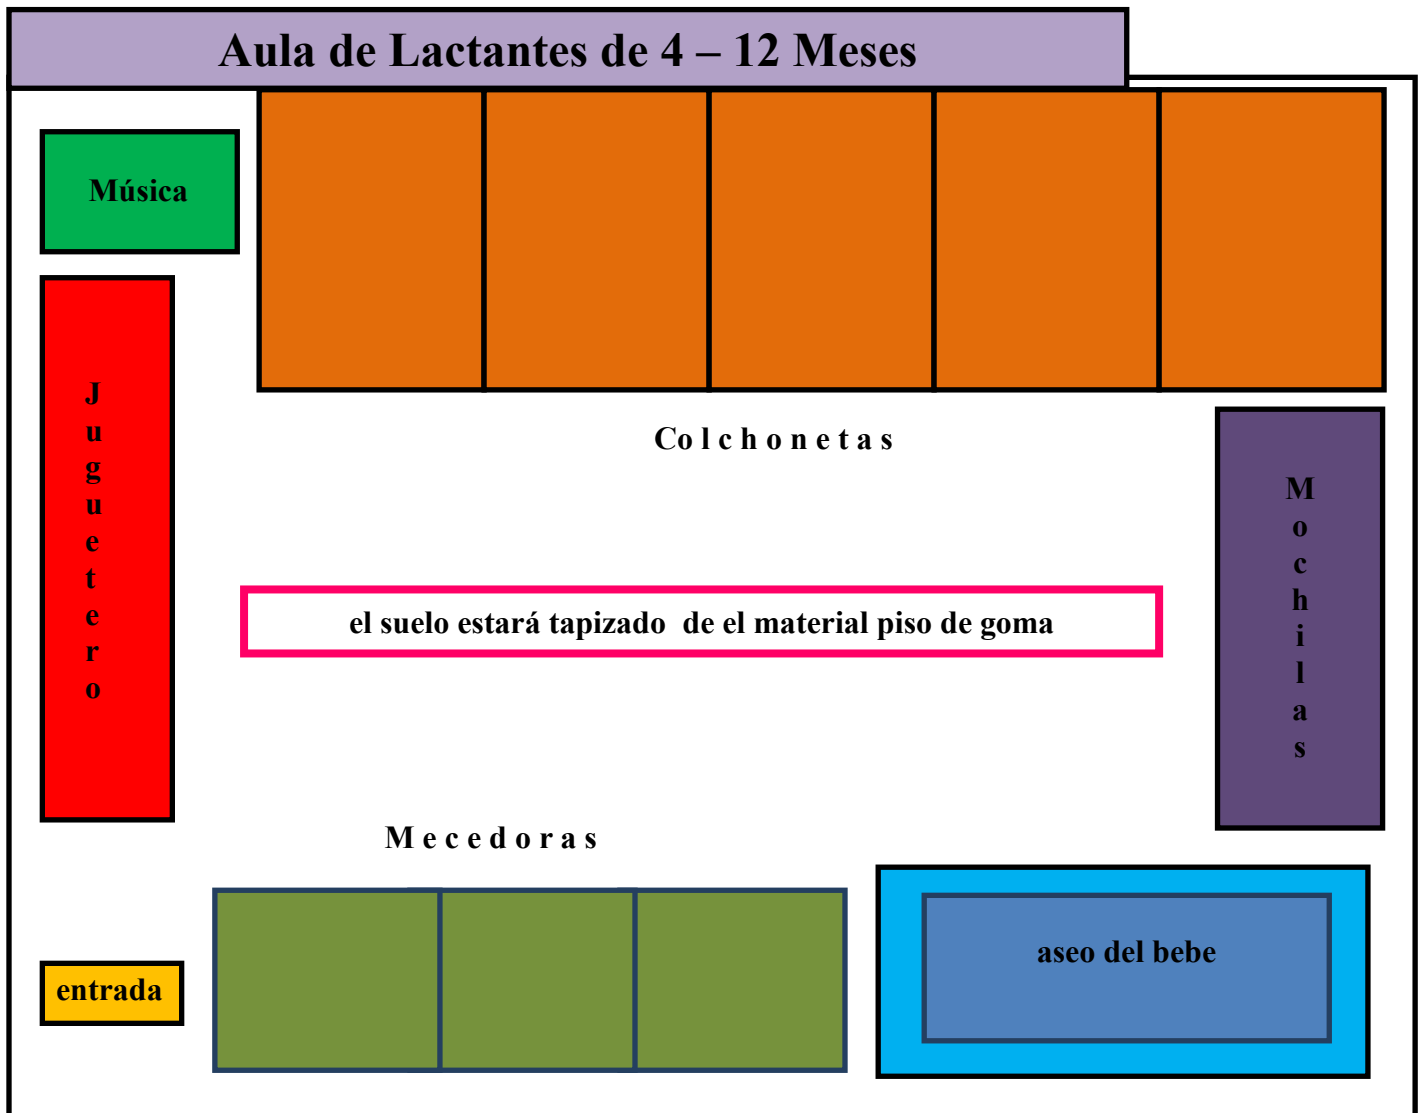 Aula de Lactantes de 4 – 12 Meses
Música
Juguetero
Colchonetas
Mochilas
el suelo estará tapizado de el material piso de goma
Mecedoras
aseo del bebe
entrada